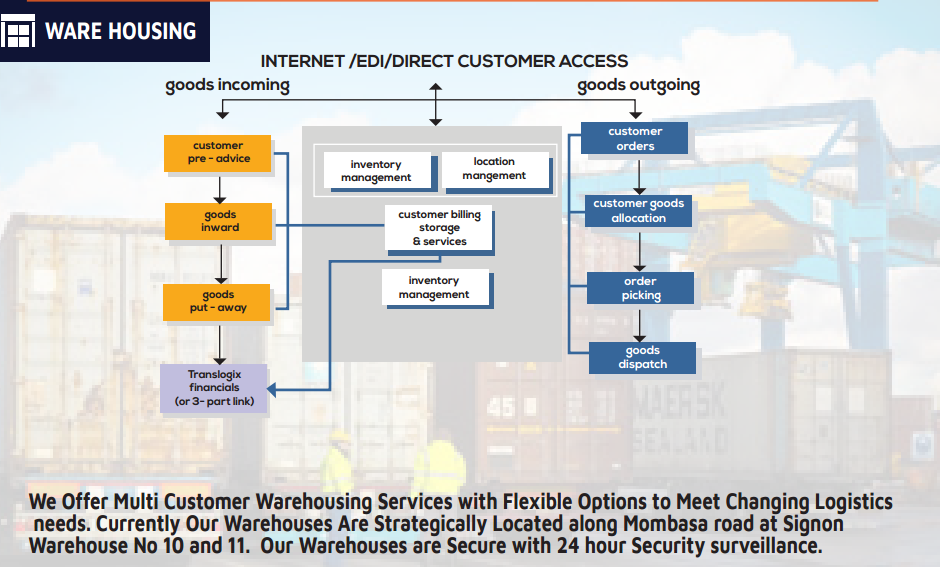 WARE HOUSING
INTERNET /EDI/DIRECT CUSTOMER ACCESS
goods incoming
goods outgoing
customer
pre - advice
goods
inward
goods
put - away
Translogix
financials
(or 3- part link)
inventory
management
location
mangement
customer billing
storage
& services
inventory
management
customer
orders
customer goods
allocation
order
picking
goods
dispatch
45
MAERSK
SEALAND
We Offer Multi Customer Warehousing Services with Flexible Options to Meet Changing Logistics
needs. Currently Our Warehouses Are Strategically Located along Mombasa road at Signon
Warehouse No 10 and 11. Our Warehouses are Secure with 24 hour Security surveillance.